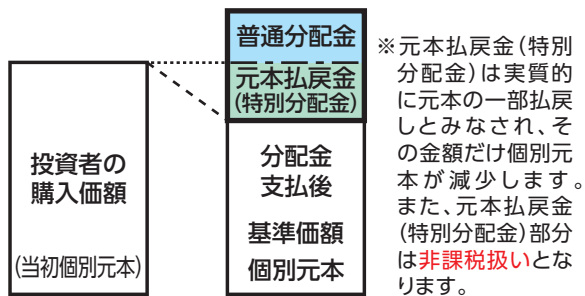 投資者の
購入価額
(当初個別元本)
普通分配金
元本払戻金
(特別分配金)
分配金
支払後
基準価額
個別元本
※元本払戻金(特別
分配金)は実質的
に元本の一部払戻
しとみなされ、そ
の金額だけ個別元
本が減少します。
また、元本払戻金
(特別分配金)部分
は非課税扱いとな
ります。